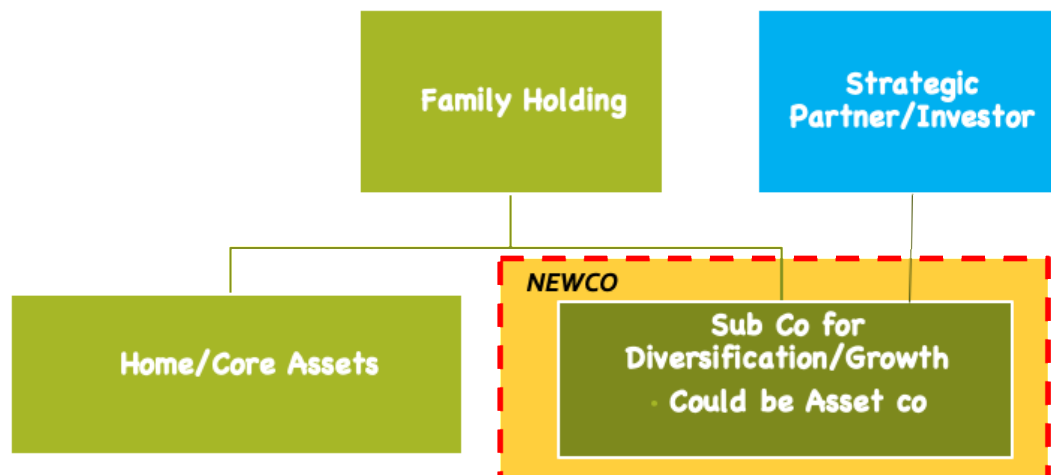 Family Holding
Strategic
Partner/Investor
NEWCO
Home/Core Assets
Sub Co for
Diversification/Growth
• Could be Asset co